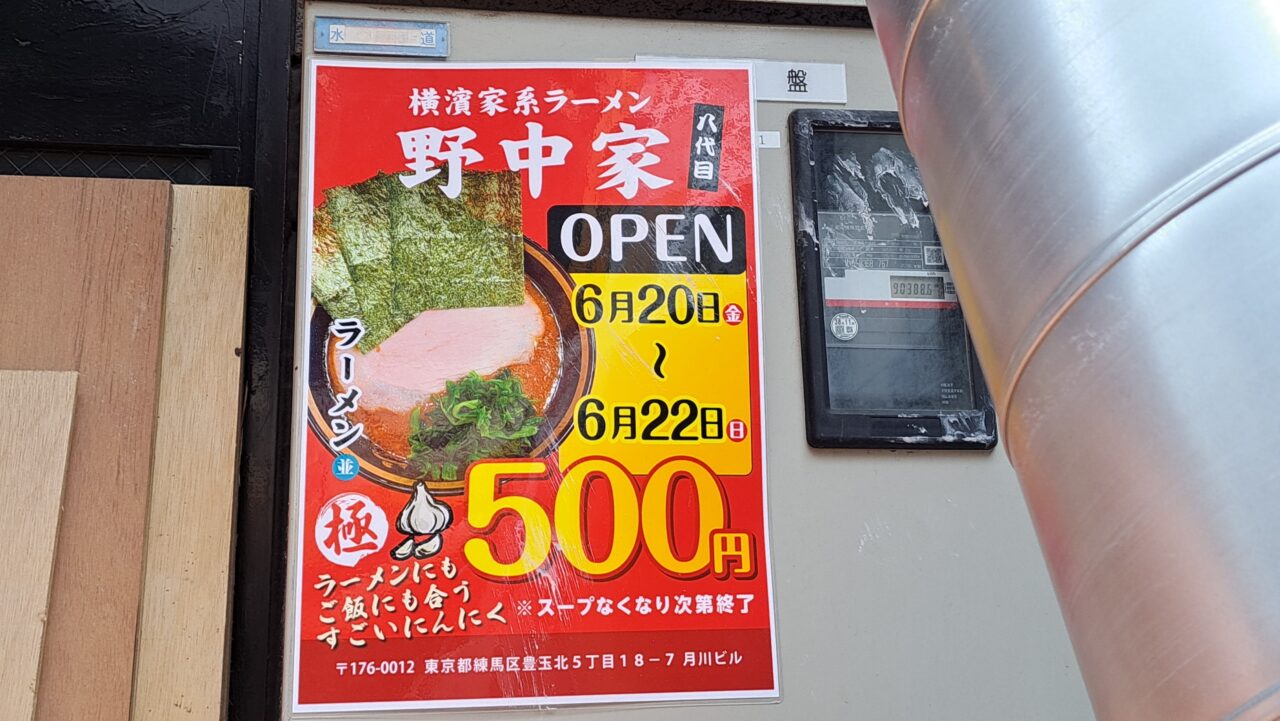 水 道
盤
1
横濱家系ラーメン
野中家
八代目
OPEN
6月20日金
〜
6月22日日
ラーメン並
500円
極
ラーメンにも
ご飯にも合う
すごいにんにく
※スープなくなり次第終了
〒176-0012 東京都練馬区豊玉北5丁目18-7 月川ビル